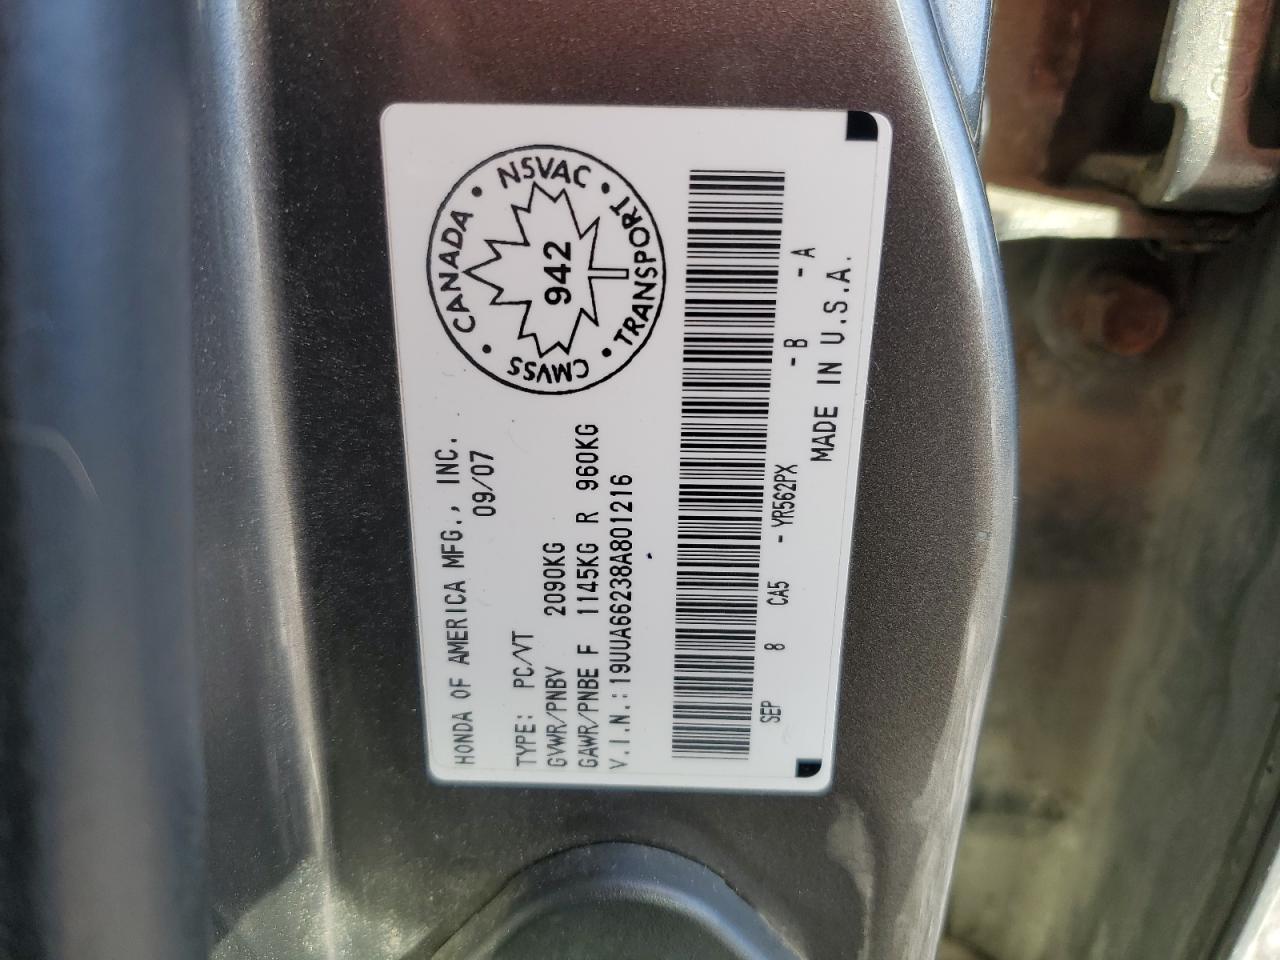 HONDA OF AMERICA MFG., INC.
09/07
TYPE: PC/VT
GVWR/PNBV 2090KG
GAWR/PNBE F 1145KG R 960KG
V.I.N.: 19UUA66238A801216
SEP 8 CA5 - YR562PX - B - A
MADE IN U.S.A.
CANADA • NSVAC • TRANSPORT • CMVSS •
942